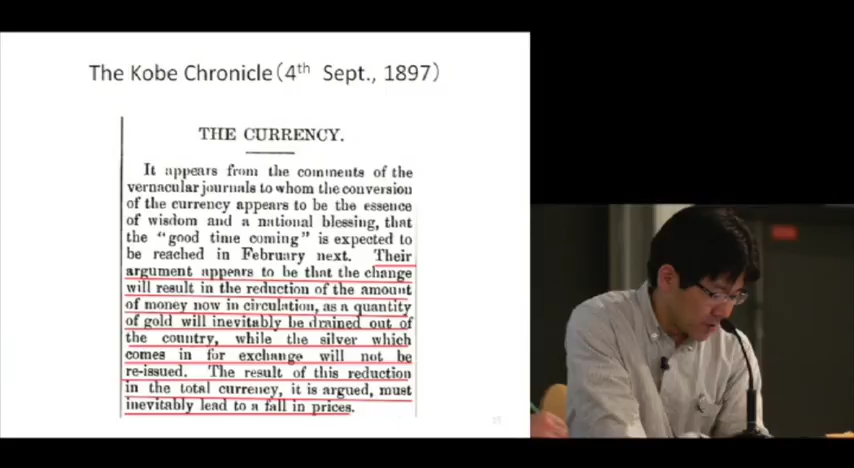 The Kobe Chronicle(4th Sept., 1897)
THE CURRENCY.
It appears from the comments of the
vernacular journals to whom the conversion
of the currency appears to be the essence
of wisdom and a national blessing, that
the "good time coming" is expected to
be reached in February next. Their
argument appears to be that the change
will result in the reduction of the amount
of money now in circulation, as a quantity
of gold will inevitably be drained out of
the country, while the silver which
comes in for exchange will not be
re-issued. The result of this reduction
in the total currency, it is argued, must
inevitably lead to a fall in prices.